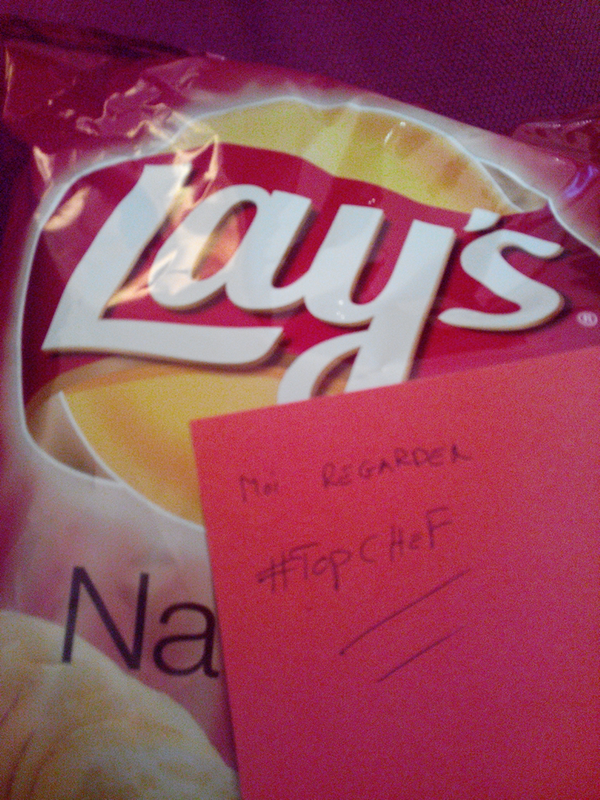 Lay's ®
Na
Moi REGARDER
#TOPCHeF